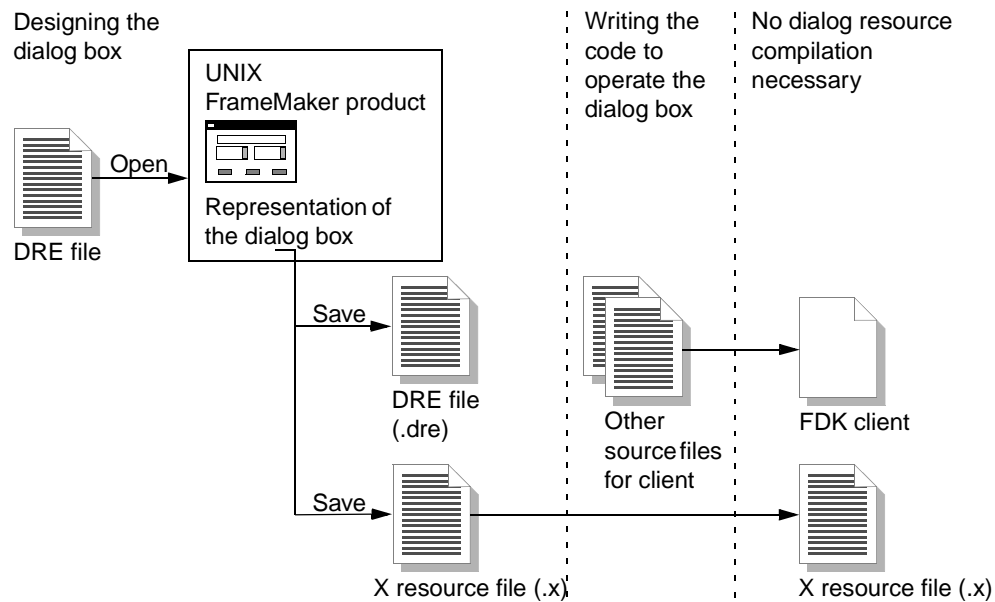 Designing the
dialog box
Writing the
code to
operate the
dialog box
No dialog resource
compilation
necessary
UNIX
FrameMaker product
Open
Representation of
the dialog box
DRE file
Save
DRE file
(.dre)
Other
source files
for client
FDK client
Save
X resource file (.x)
X resource file (.x)